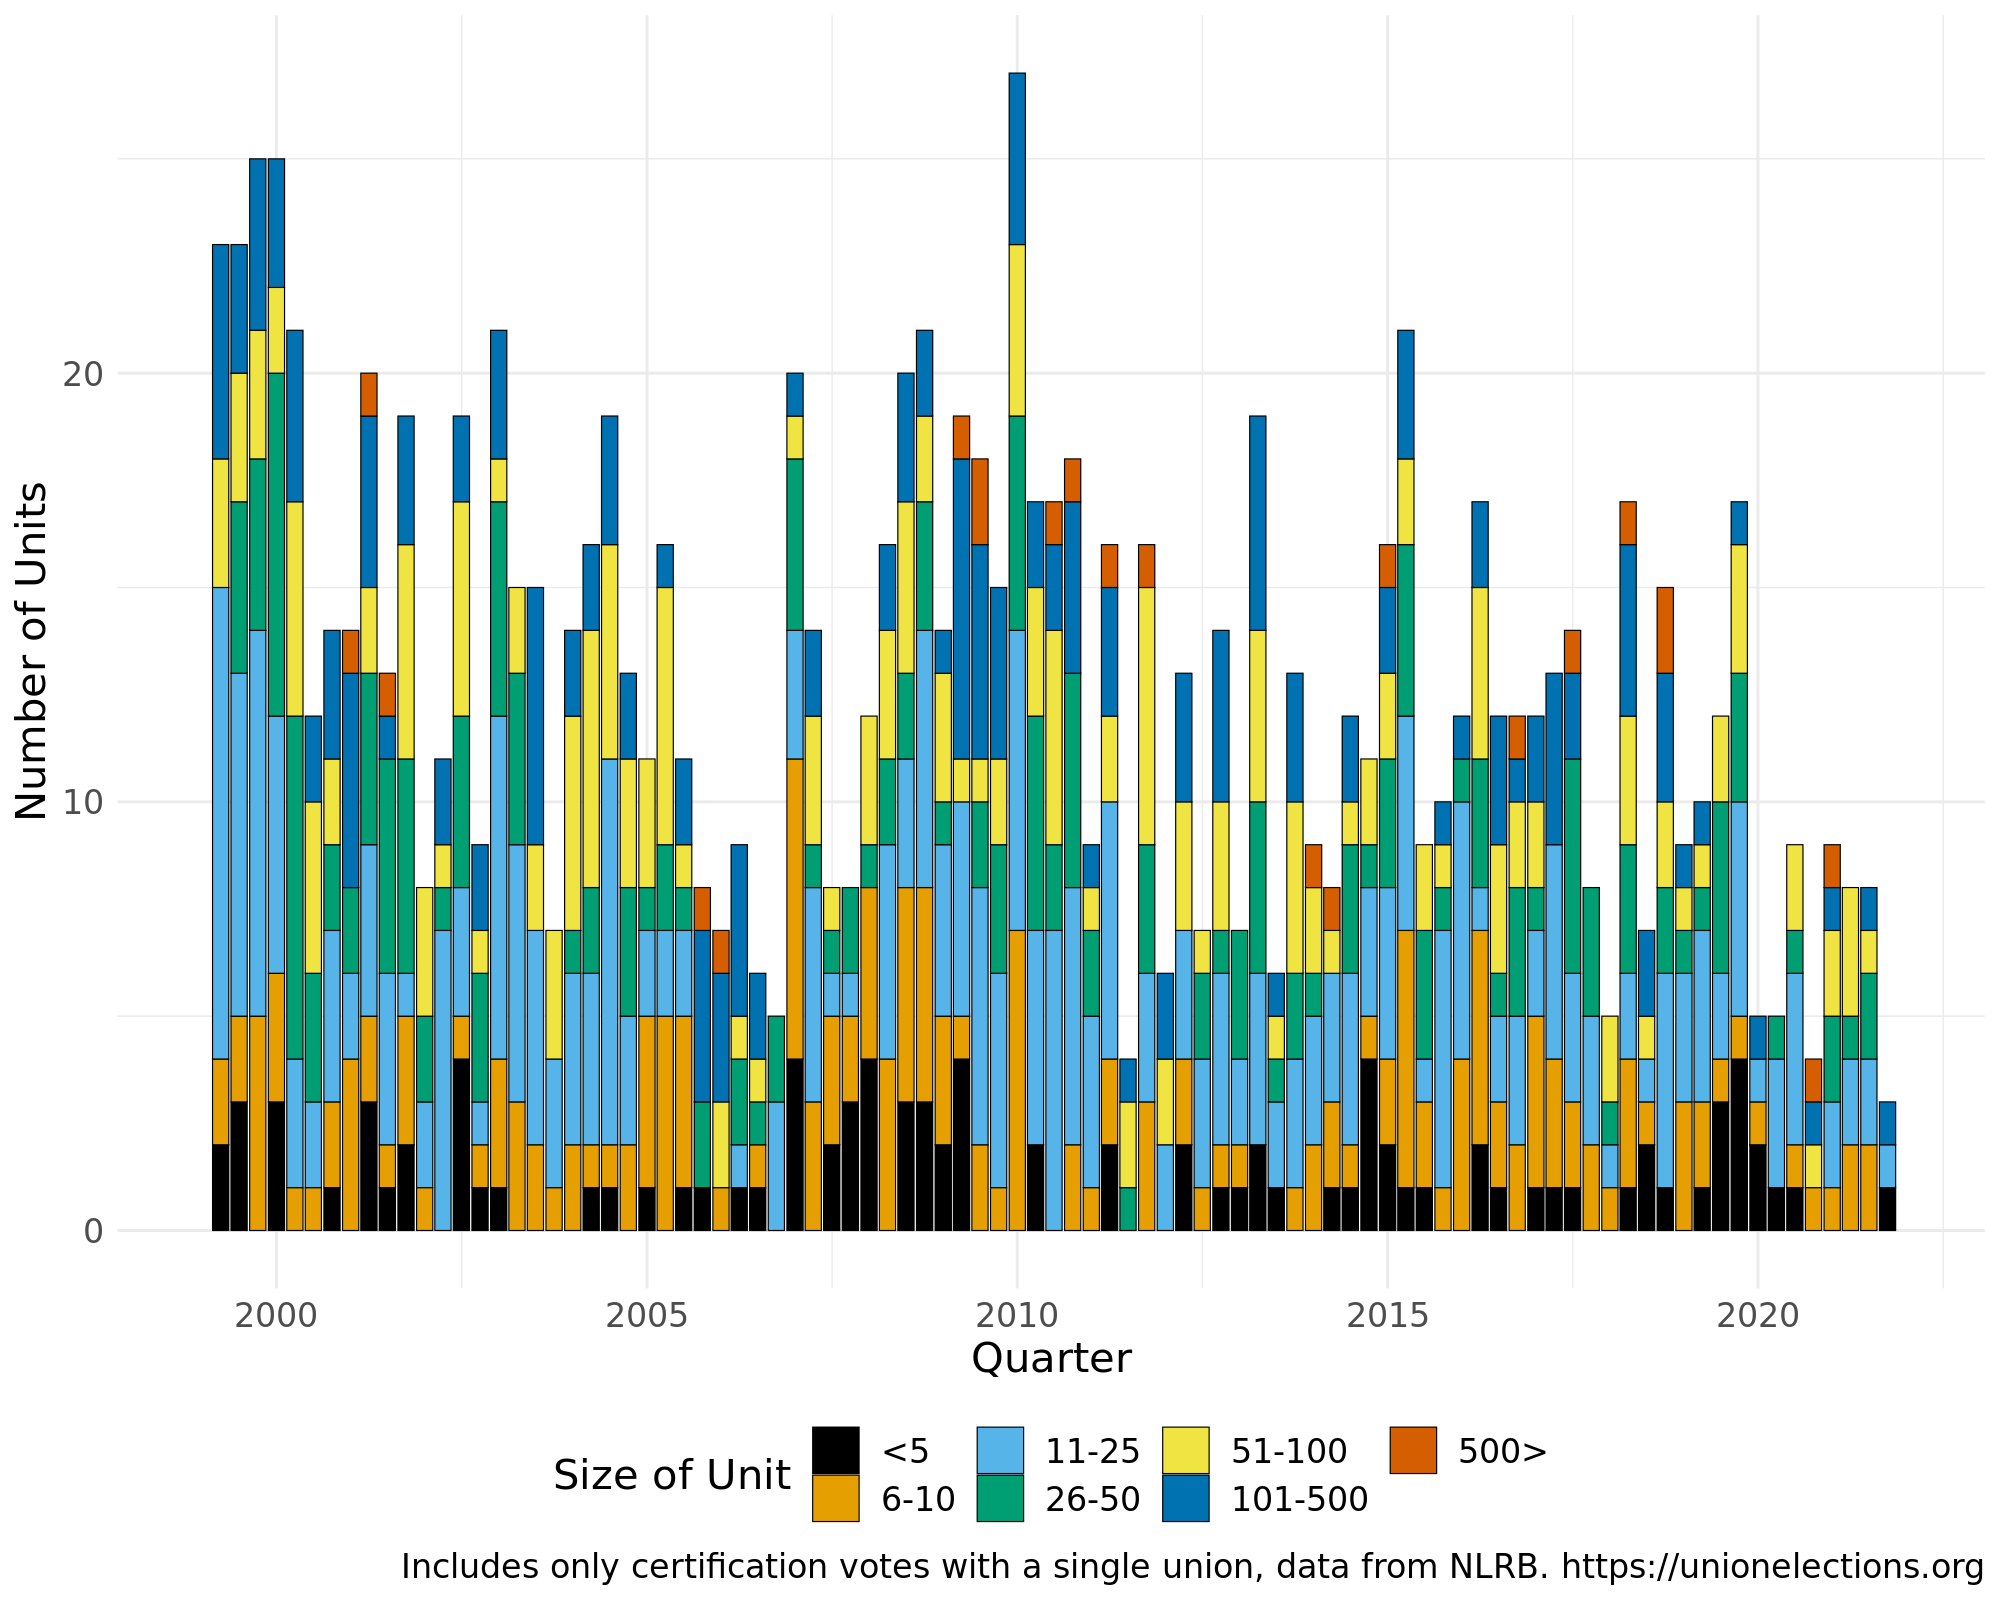 Number of Units
20
10
0
2000 2005 2010 2015 2020
Quarter
Size of Unit
<5 11-25 51-100 500>
6-10 26-50 101-500
Includes only certification votes with a single union, data from NLRB. https://unionelections.org